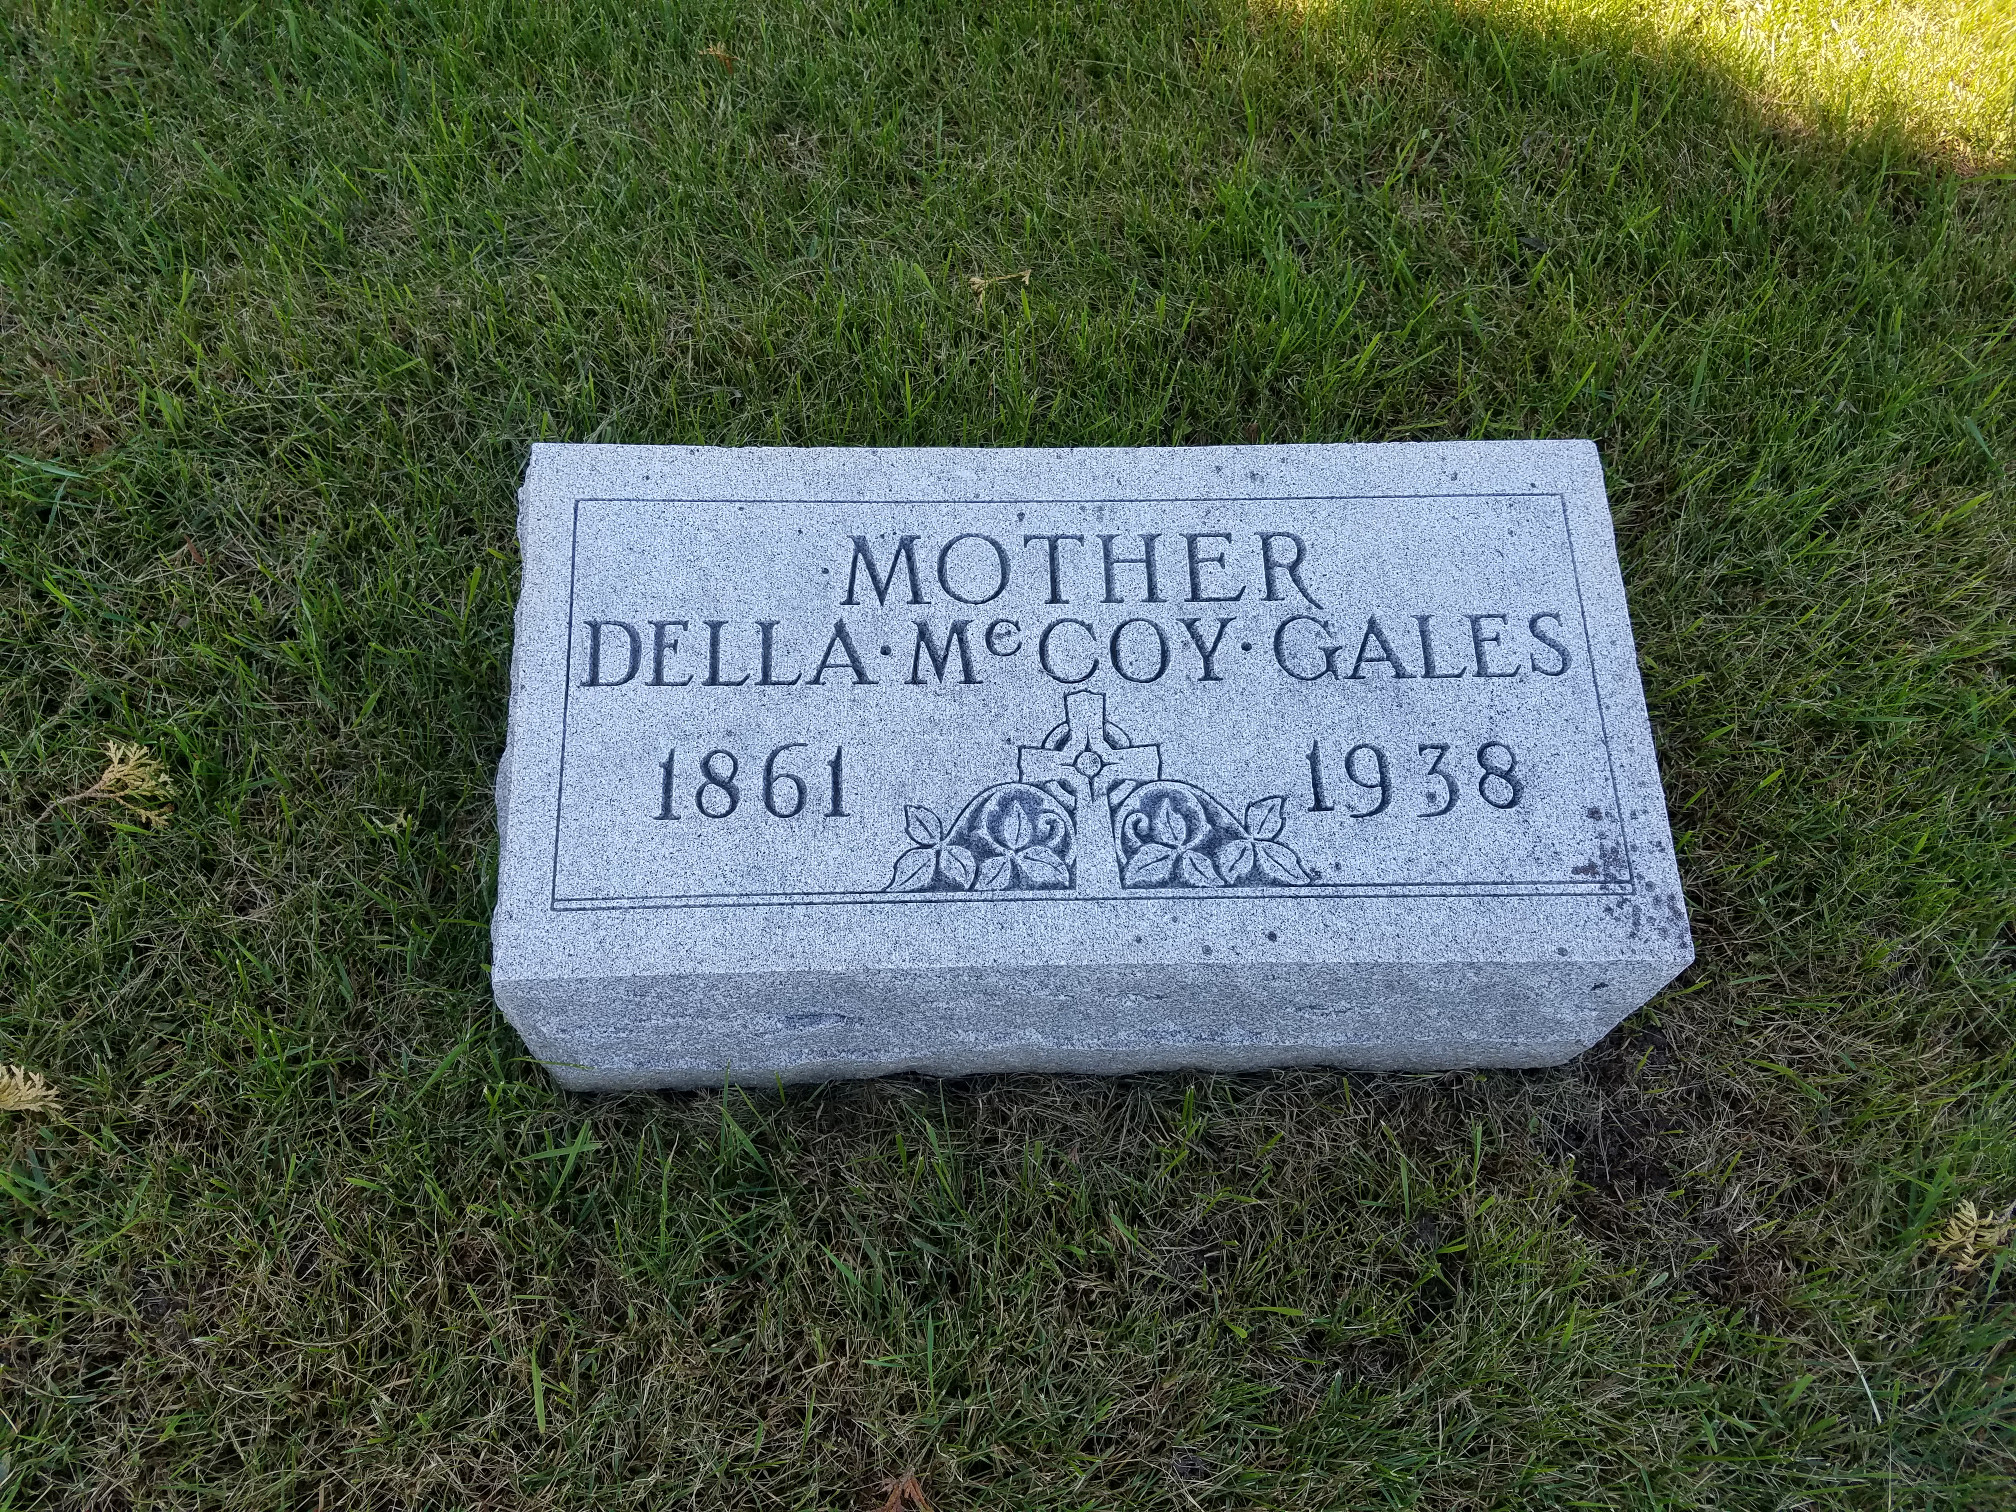 MOTHER
DELLA · McCOY · GALES
1861 1938